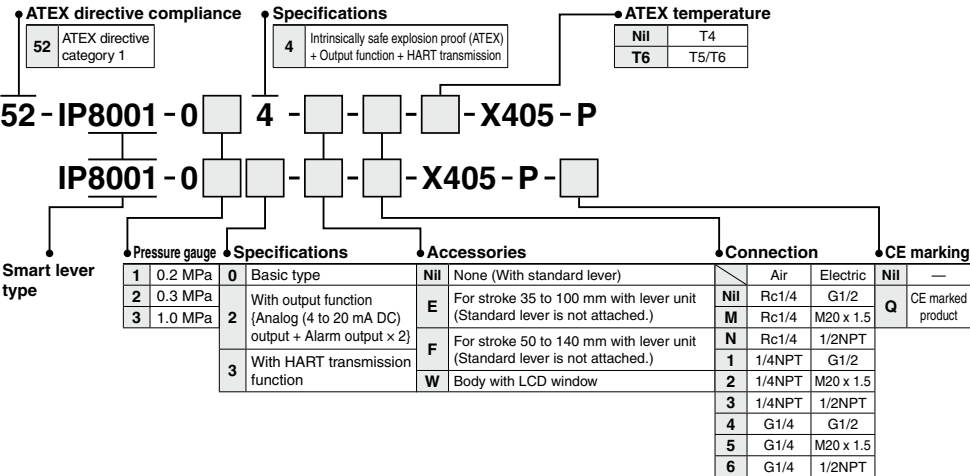 ATEX directive compliance
52 ATEX directive category 1
Specifications
4 Intrinsically safe explosion proof (ATEX) + Output function + HART transmission
ATEX temperature
Nil T4
T6 T5/T6
52 - IP8001 - 0 4 - - - X405 - P
IP8001 - 0 - - - X405 - P -
Smart lever type
Pressure gauge
1 0.2 MPa
2 0.3 MPa
3 1.0 MPa
Specifications
0 Basic type
2 With output function {Analog (4 to 20 mA DC) output + Alarm output × 2}
3 With HART transmission function
Accessories
Nil None (With standard lever)
E For stroke 35 to 100 mm with lever unit (Standard lever is not attached.)
F For stroke 50 to 140 mm with lever unit (Standard lever is not attached.)
W Body with LCD window
Connection
Air Electric
Nil Rc1/4 G1/2
M Rc1/4 M20 x 1.5
N Rc1/4 1/2NPT
1 1/4NPT G1/2
2 1/4NPT M20 x 1.5
3 1/4NPT 1/2NPT
4 G1/4 G1/2
5 G1/4 M20 x 1.5
6 G1/4 1/2NPT
CE marking
Nil —
Q CE marked product